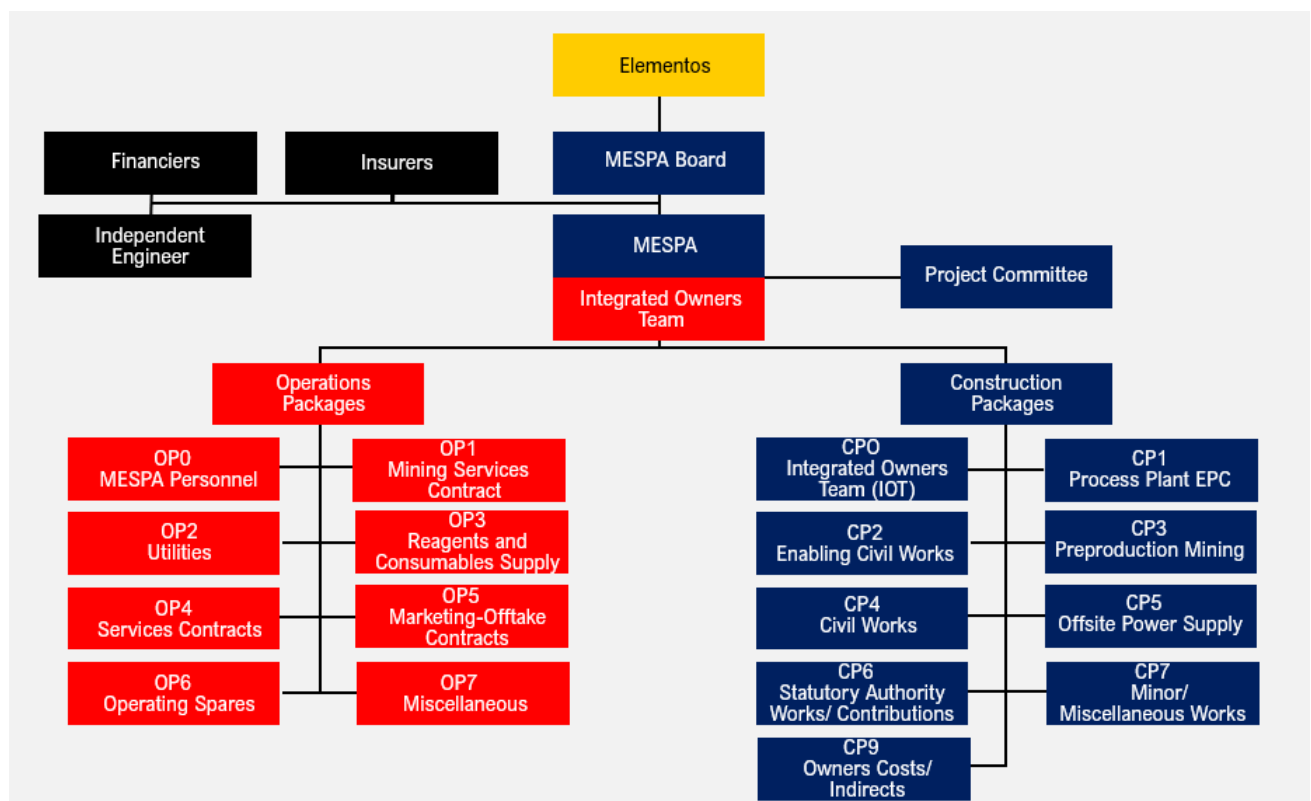 Elementos
Financiers
Insurers
MESPA Board
Independent
Engineer
MESPA
Project Committee
Integrated Owners
Team
Operations
Packages
Construction
Packages
OP0
MESPA Personnel
OP1
Mining Services
Contract
OP2
Utilities
OP3
Reagents and
Consumables Supply
OP4
Services Contracts
OP5
Marketing-Offtake
Contracts
OP6
Operating Spares
OP7
Miscellaneous
CPO
Integrated Owners
Team (IOT)
CP1
Process Plant EPC
CP2
Enabling Civil Works
CP3
Preproduction Mining
CP4
Civil Works
CP5
Offsite Power Supply
CP6
Statutory Authority
Works/ Contributions
CP7
Minor/
Miscellaneous Works
CP9
Owners Costs/
Indirects